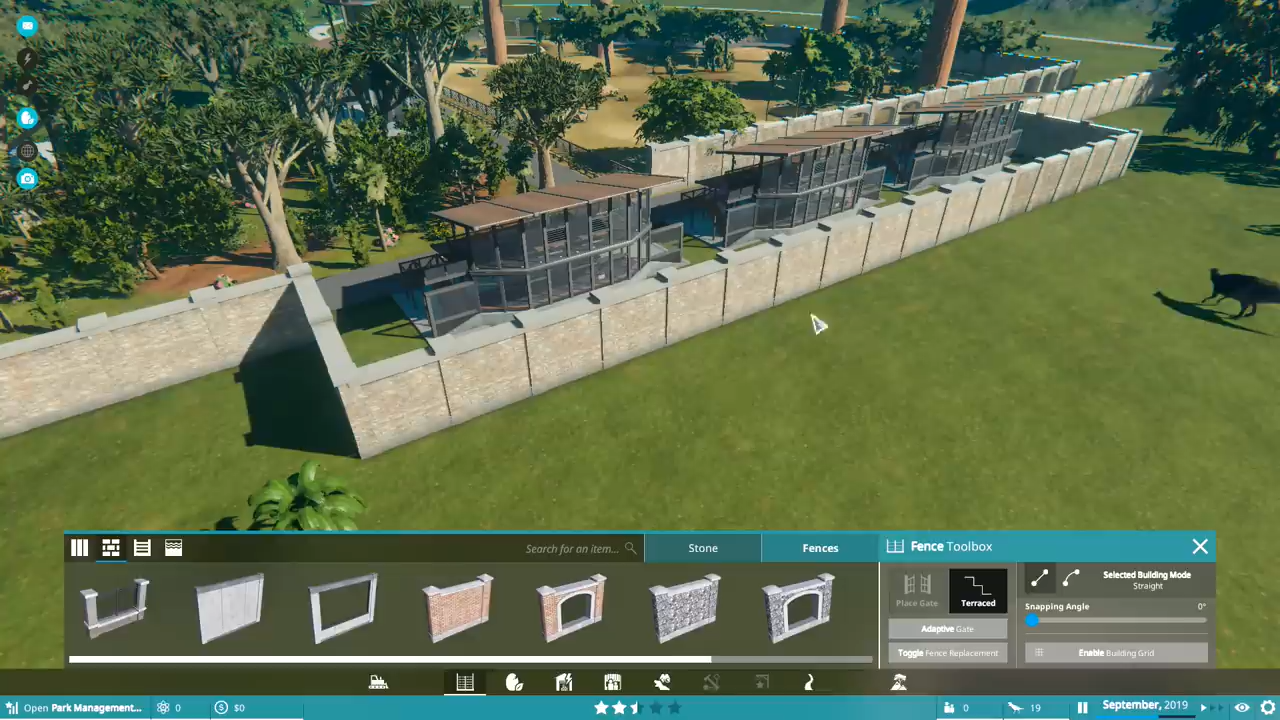 Search for an item...
Stone
Fences
Fence Toolbox
Place Gate
Terraced
Selected Building Mode
Straight
Snapping Angle
0°
Adaptive Gate
Toggle Fence Replacement
Enable Building Grid
Open Park Management...
0
$0
0
19
September, 2019